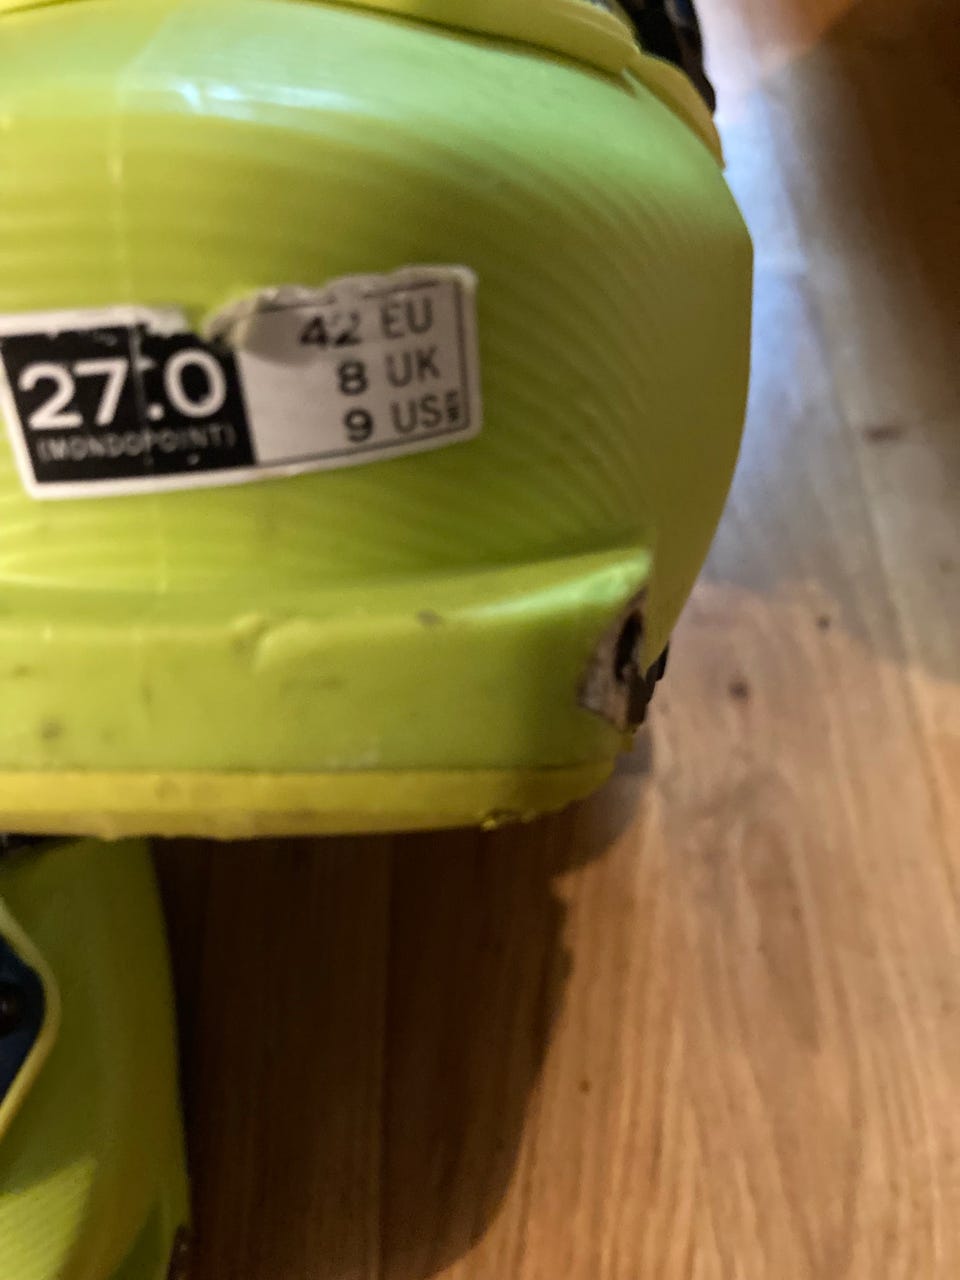 27.0
(MONDOPOINT)
42 EU
8 UK
9 US